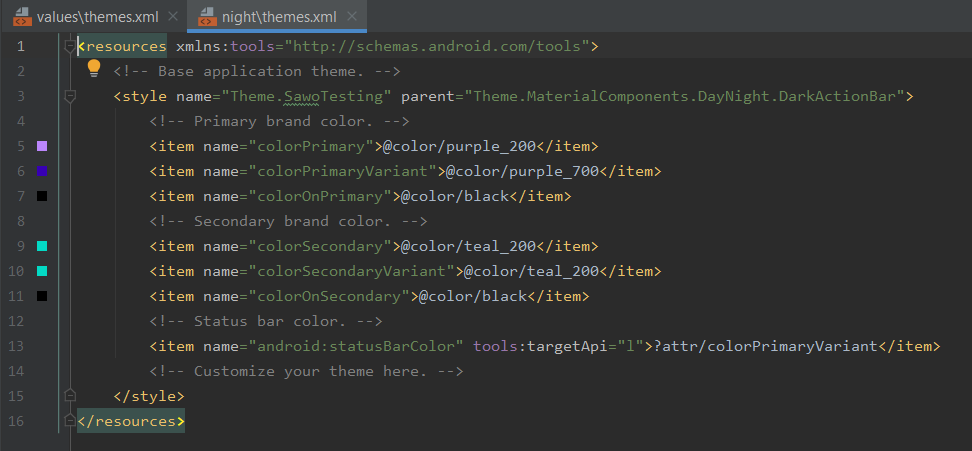 values\themes.xml
night\themes.xml
1 <resources xmlns:tools="http://schemas.android.com/tools">
2 <!-- Base application theme. -->
3 <style name="Theme.SawoTesting" parent="Theme.MaterialComponents.DayNight.DarkActionBar">
4 <!-- Primary brand color. -->
5 <item name="colorPrimary">@color/purple_200</item>
6 <item name="colorPrimaryVariant">@color/purple_700</item>
7 <item name="colorOnPrimary">@color/black</item>
8 <!-- Secondary brand color. -->
9 <item name="colorSecondary">@color/teal_200</item>
10 <item name="colorSecondaryVariant">@color/teal_200</item>
11 <item name="colorOnSecondary">@color/black</item>
12 <!-- Status bar color. -->
13 <item name="android:statusBarColor" tools:targetApi="l">?attr/colorPrimaryVariant</item>
14 <!-- Customize your theme here. -->
15 </style>
16 </resources>